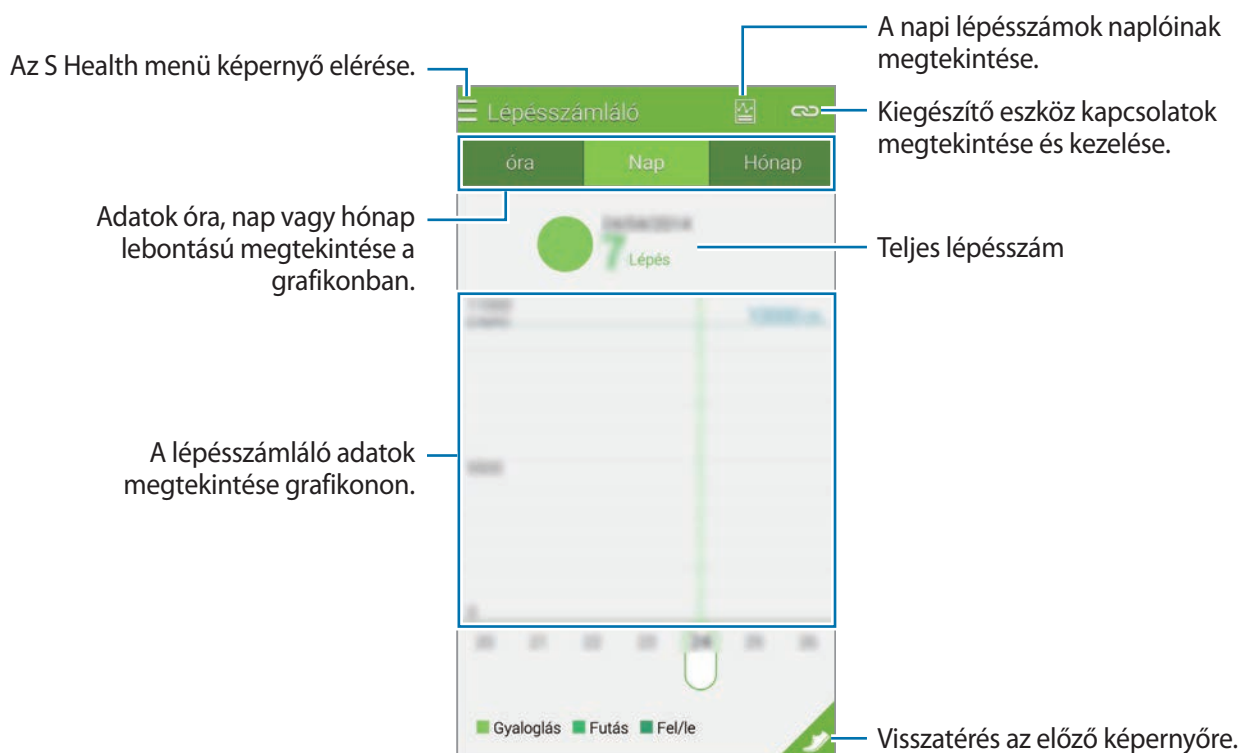 A napi lépésszámok naplóinak
megtekintése.
Az S Health menü képernyő elérése.
Lépésszámláló
Kiegészítő eszköz kapcsolatok
megtekintése és kezelése.
óra Nap Hónap
Adatok óra, nap vagy hónap
lebontású megtekintése a
grafikonban.
7 Lépés
Teljes lépésszám
A lépésszámláló adatok
megtekintése grafikonon.
24
Gyaloglás Futás Fel/le
Visszatérés az előző képernyőre.